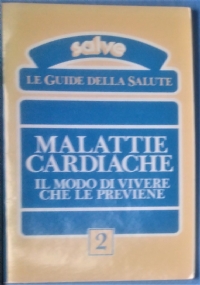 salve
LE GUIDE DELLA SALUTE
MALATTIE
CARDIACHE
IL MODO DI VIVERE
CHE LE PREVIENE
2